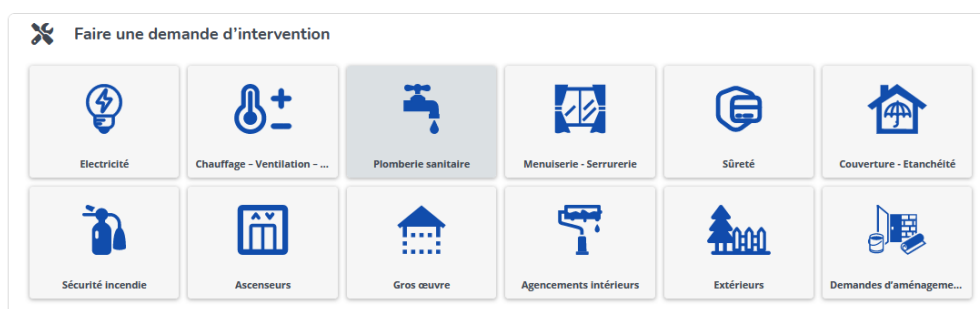 Faire une demande d'intervention
Electricité
Chauffage – Ventilation – ...
Plomberie sanitaire
Menuiserie - Serrurerie
Sûreté
Couverture - Etanchéité
Sécurité incendie
Ascenseurs
Gros œuvre
Agencements intérieurs
Extérieurs
Demandes d'aménageme...